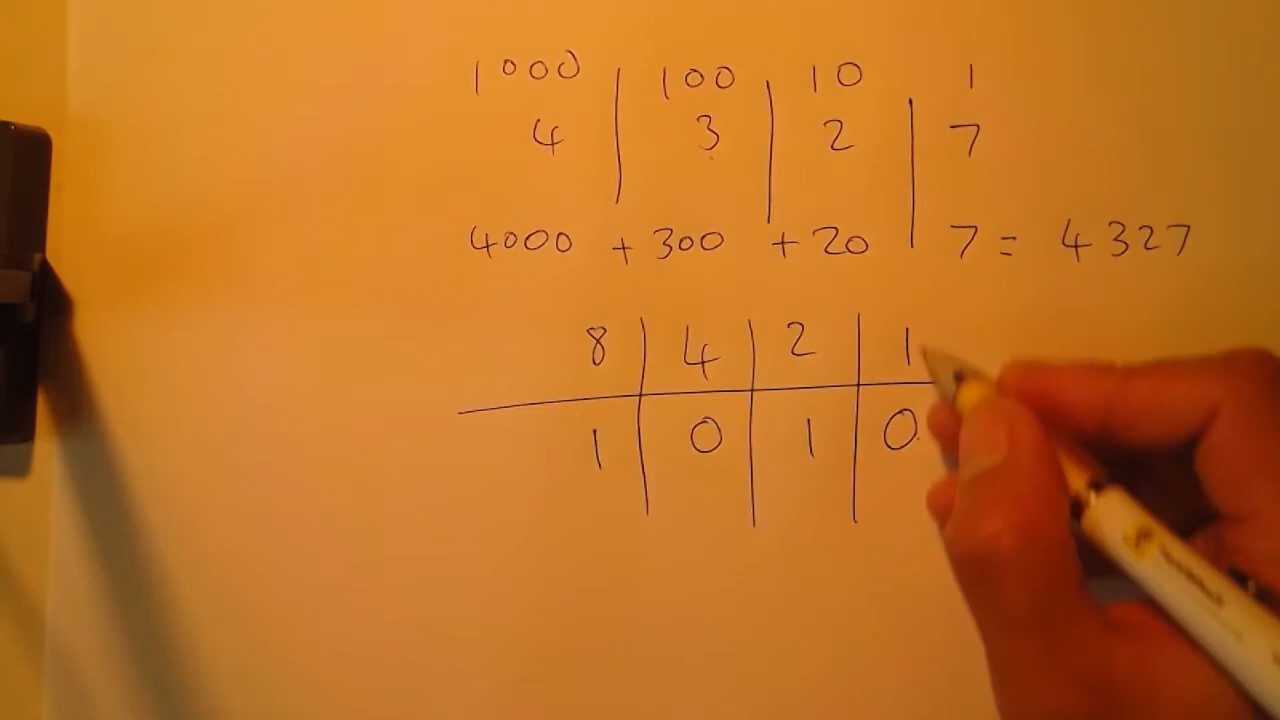 1000 | 100 | 10 1
4 3 2 | 7
4000 + 300 + 20 7 = 4327
8 | 4 | 2 | 1
1 | 0 | 1 | 0